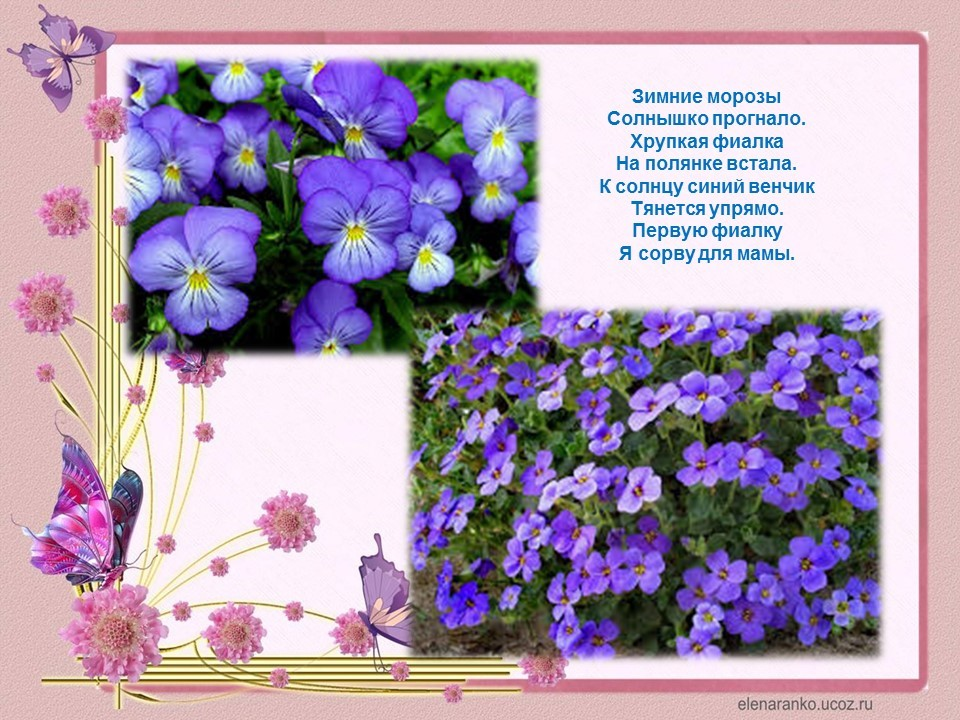 Зимние морозы
Солнышко прогнало.
Хрупкая фиалка
На полянке встала.
К солнцу синий венчик
Тянется упрямо.
Первую фиалку
Я сорву для мамы.
elenaranko.ucoz.ru